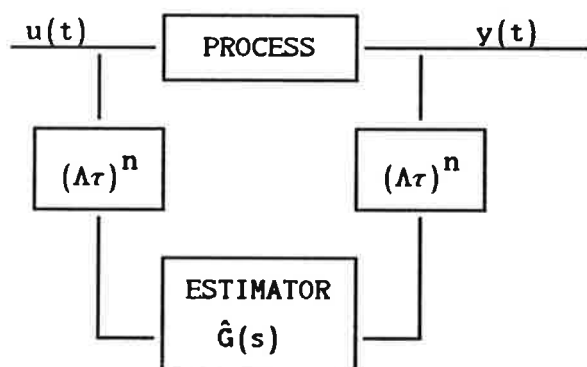 u(t)
PROCESS
y(t)
(Λτ)^n
(Λτ)^n
ESTIMATOR
Ĝ(s)